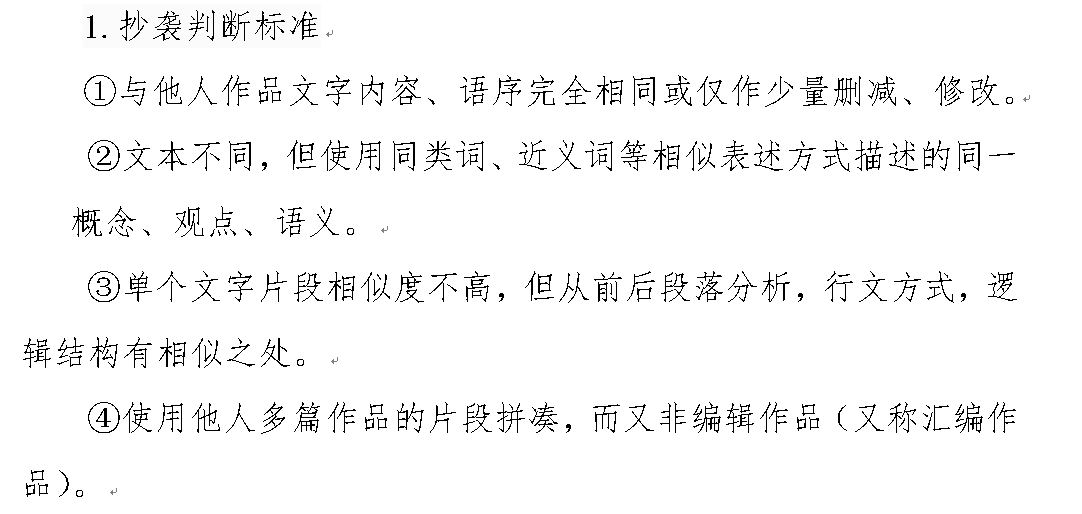 1. 抄袭判断标准
①与他人作品文字内容、语序完全相同或仅作少量删减、修改。
②文本不同，但使用同类词、近义词等相似表述方式描述的同一
概念、观点、语义。
③单个文字片段相似度不高，但从前后段落分析，行文方式，逻
辑结构有相似之处。
④使用他人多篇作品的片段拼凑，而又非编辑作品（又称汇编作
品）。